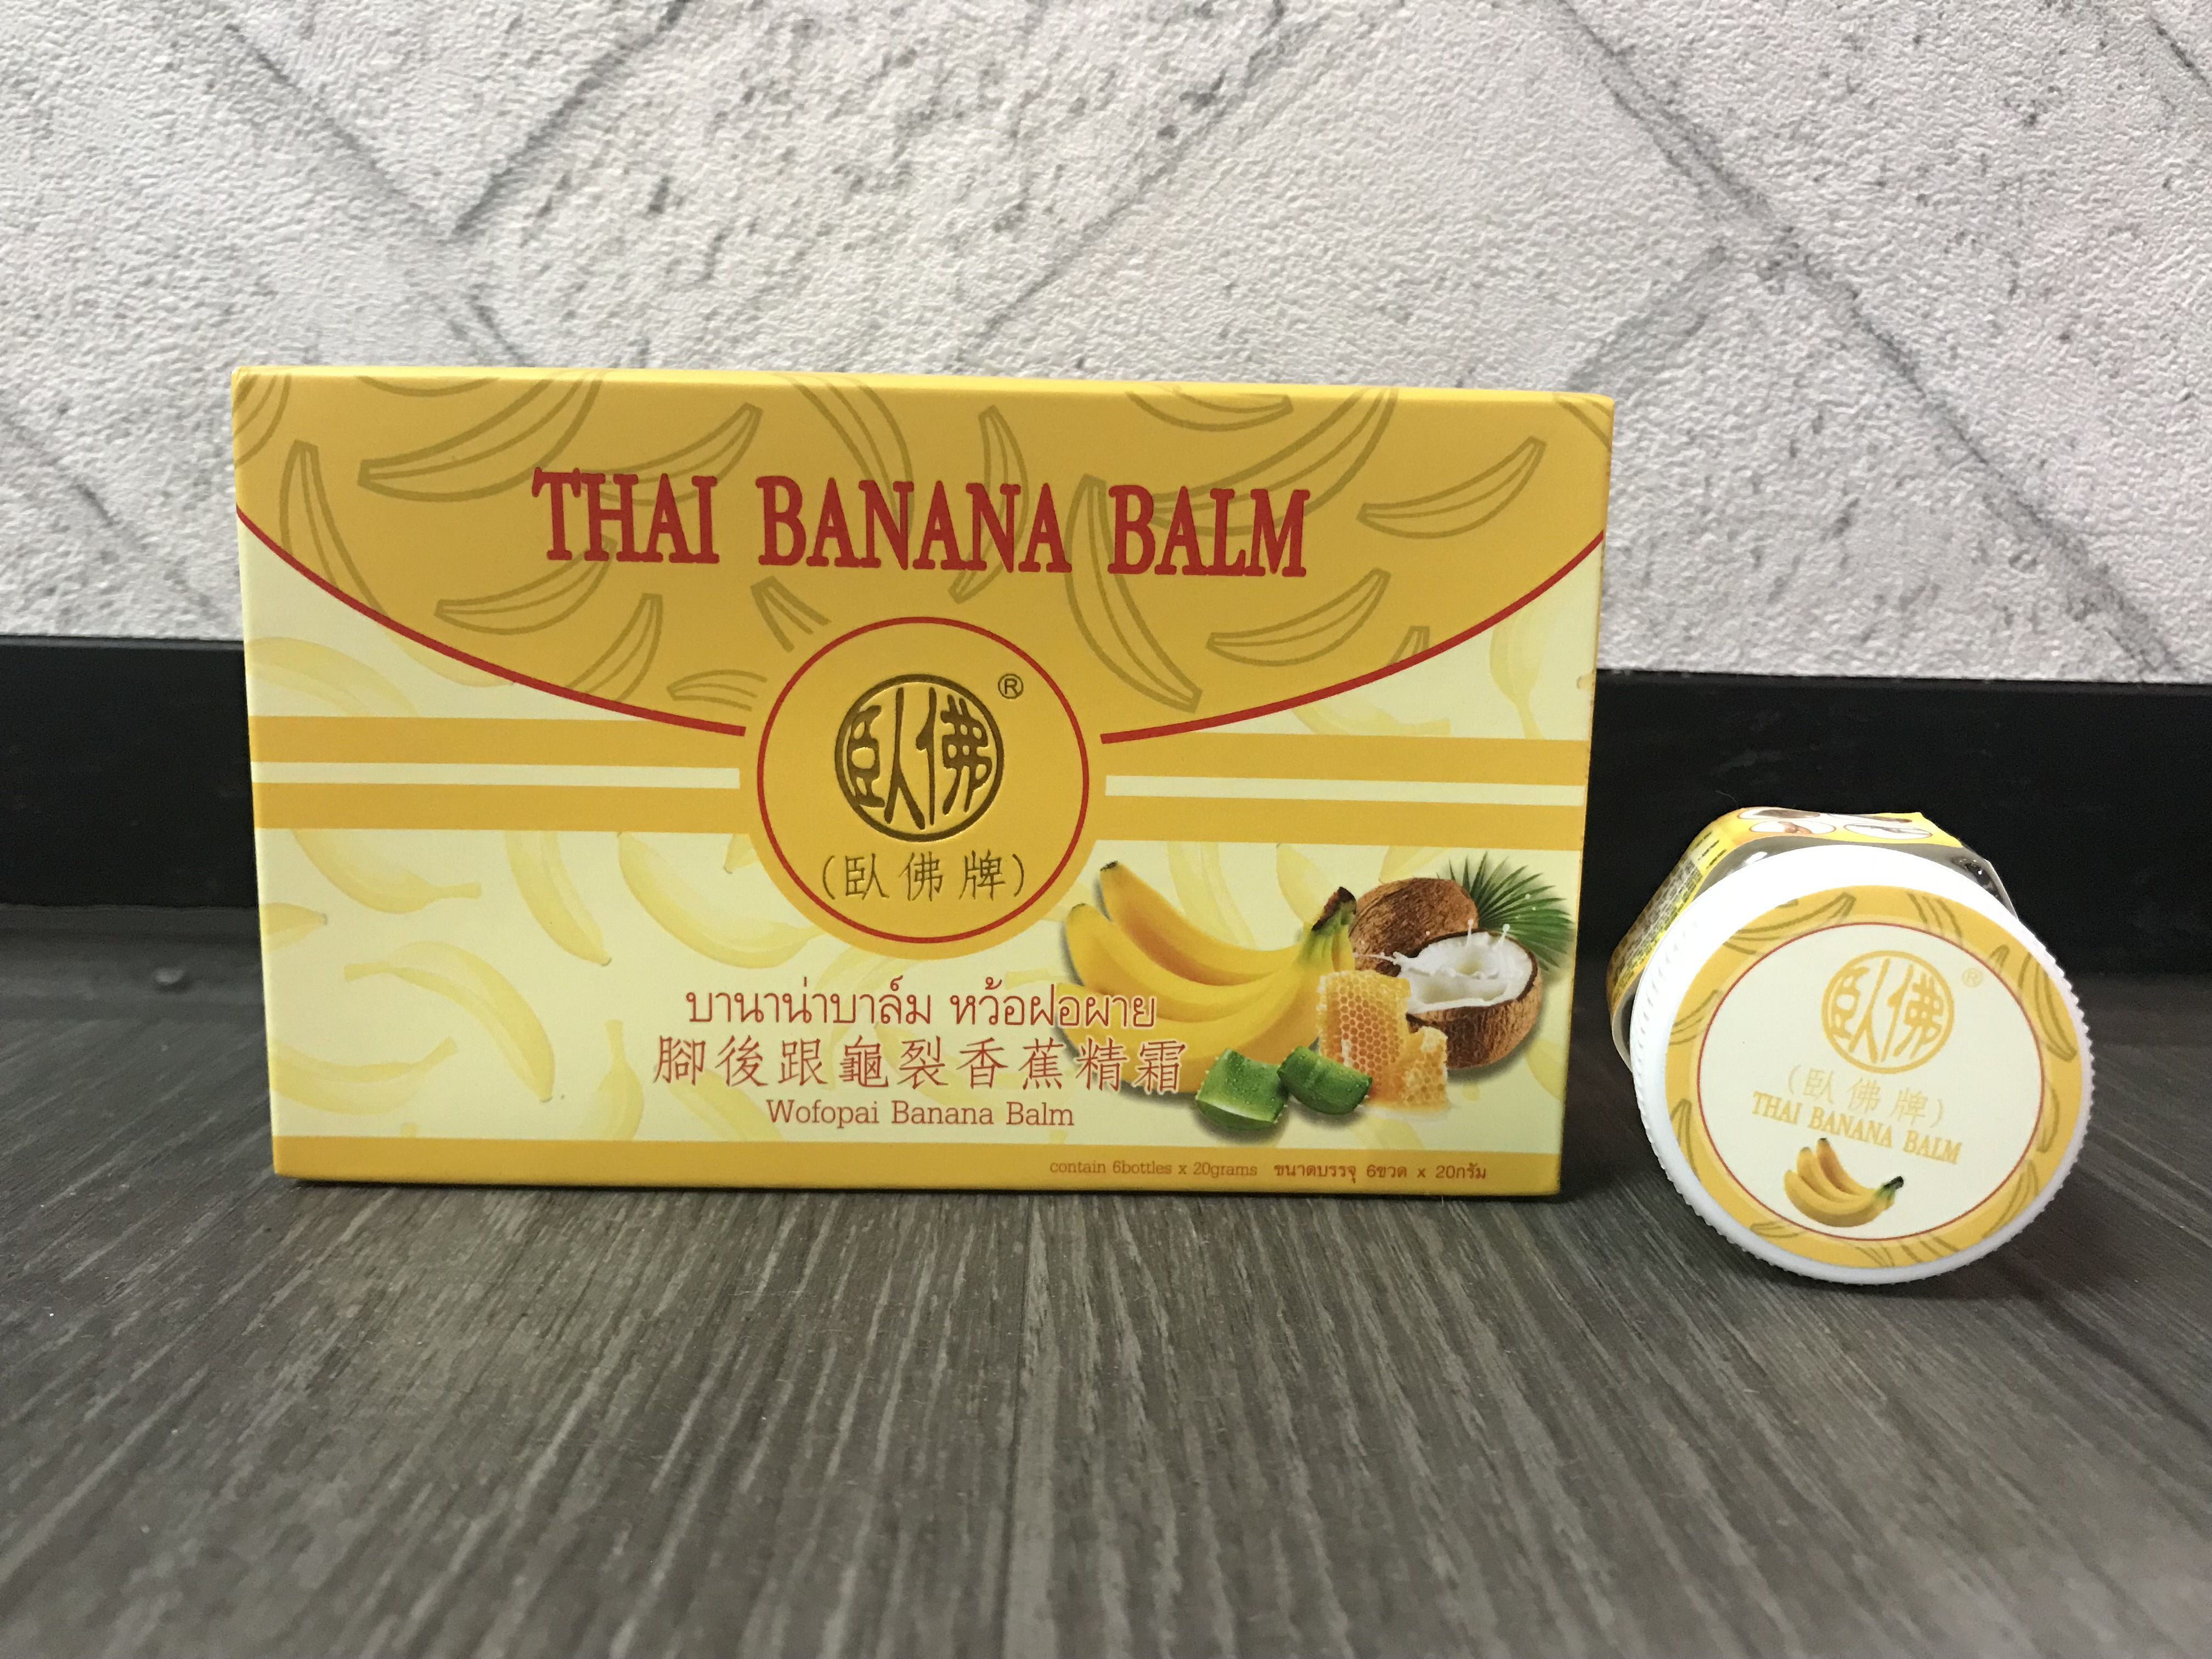 THAI BANANA BALM
臥佛 ®
(臥佛牌)
บานาน่าบาล์ม หว้อฝอผาย
腳後跟龜裂香蕉精霜
Wofopai Banana Balm
contain 6bottles x 20grams ขนาดบรรจุ 6ขวด x 20กรัม
臥佛 ®
(臥佛牌)
THAI BANANA BALM